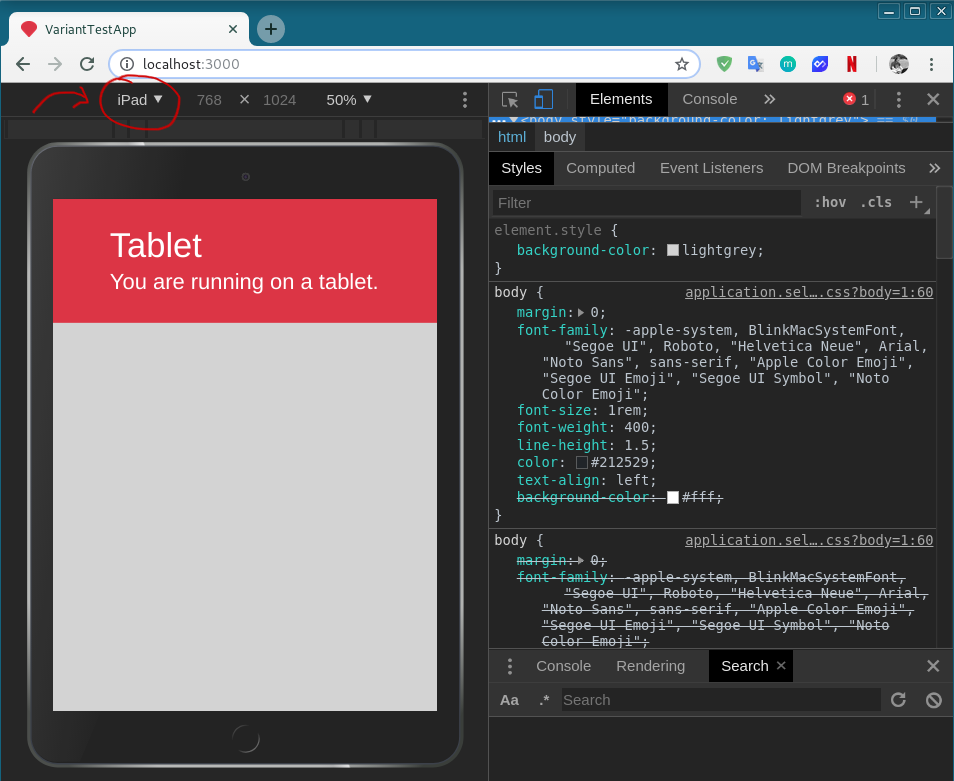 VariantTestApp
localhost:3000
iPad ▼ 768 × 1024 50% ▼
Elements Console » 1
<body style="background-color: lightgrey"> == $0
html body
Styles Computed Event Listeners DOM Breakpoints »
Filter :hov .cls +
element.style {
background-color: lightgrey;
}
body { application.sel….css?body=1:60
margin: 0;
font-family: -apple-system, BlinkMacSystemFont,
"Segoe UI", Roboto, "Helvetica Neue", Arial,
"Noto Sans", sans-serif, "Apple Color Emoji",
"Segoe UI Emoji", "Segoe UI Symbol", "Noto
Color Emoji";
font-size: 1rem;
font-weight: 400;
line-height: 1.5;
color: #212529;
text-align: left;
background-color: #fff;
}
body { application.sel….css?body=1:60
margin: 0;
font-family: -apple-system, BlinkMacSystemFont,
"Segoe UI", Roboto, "Helvetica Neue", Arial,
"Noto Sans", sans-serif, "Apple Color Emoji",
"Segoe UI Emoji", "Segoe UI Symbol", "Noto
Color Emoji";
Tablet
You are running on a tablet.
Console Rendering Search ×
Aa .* Search